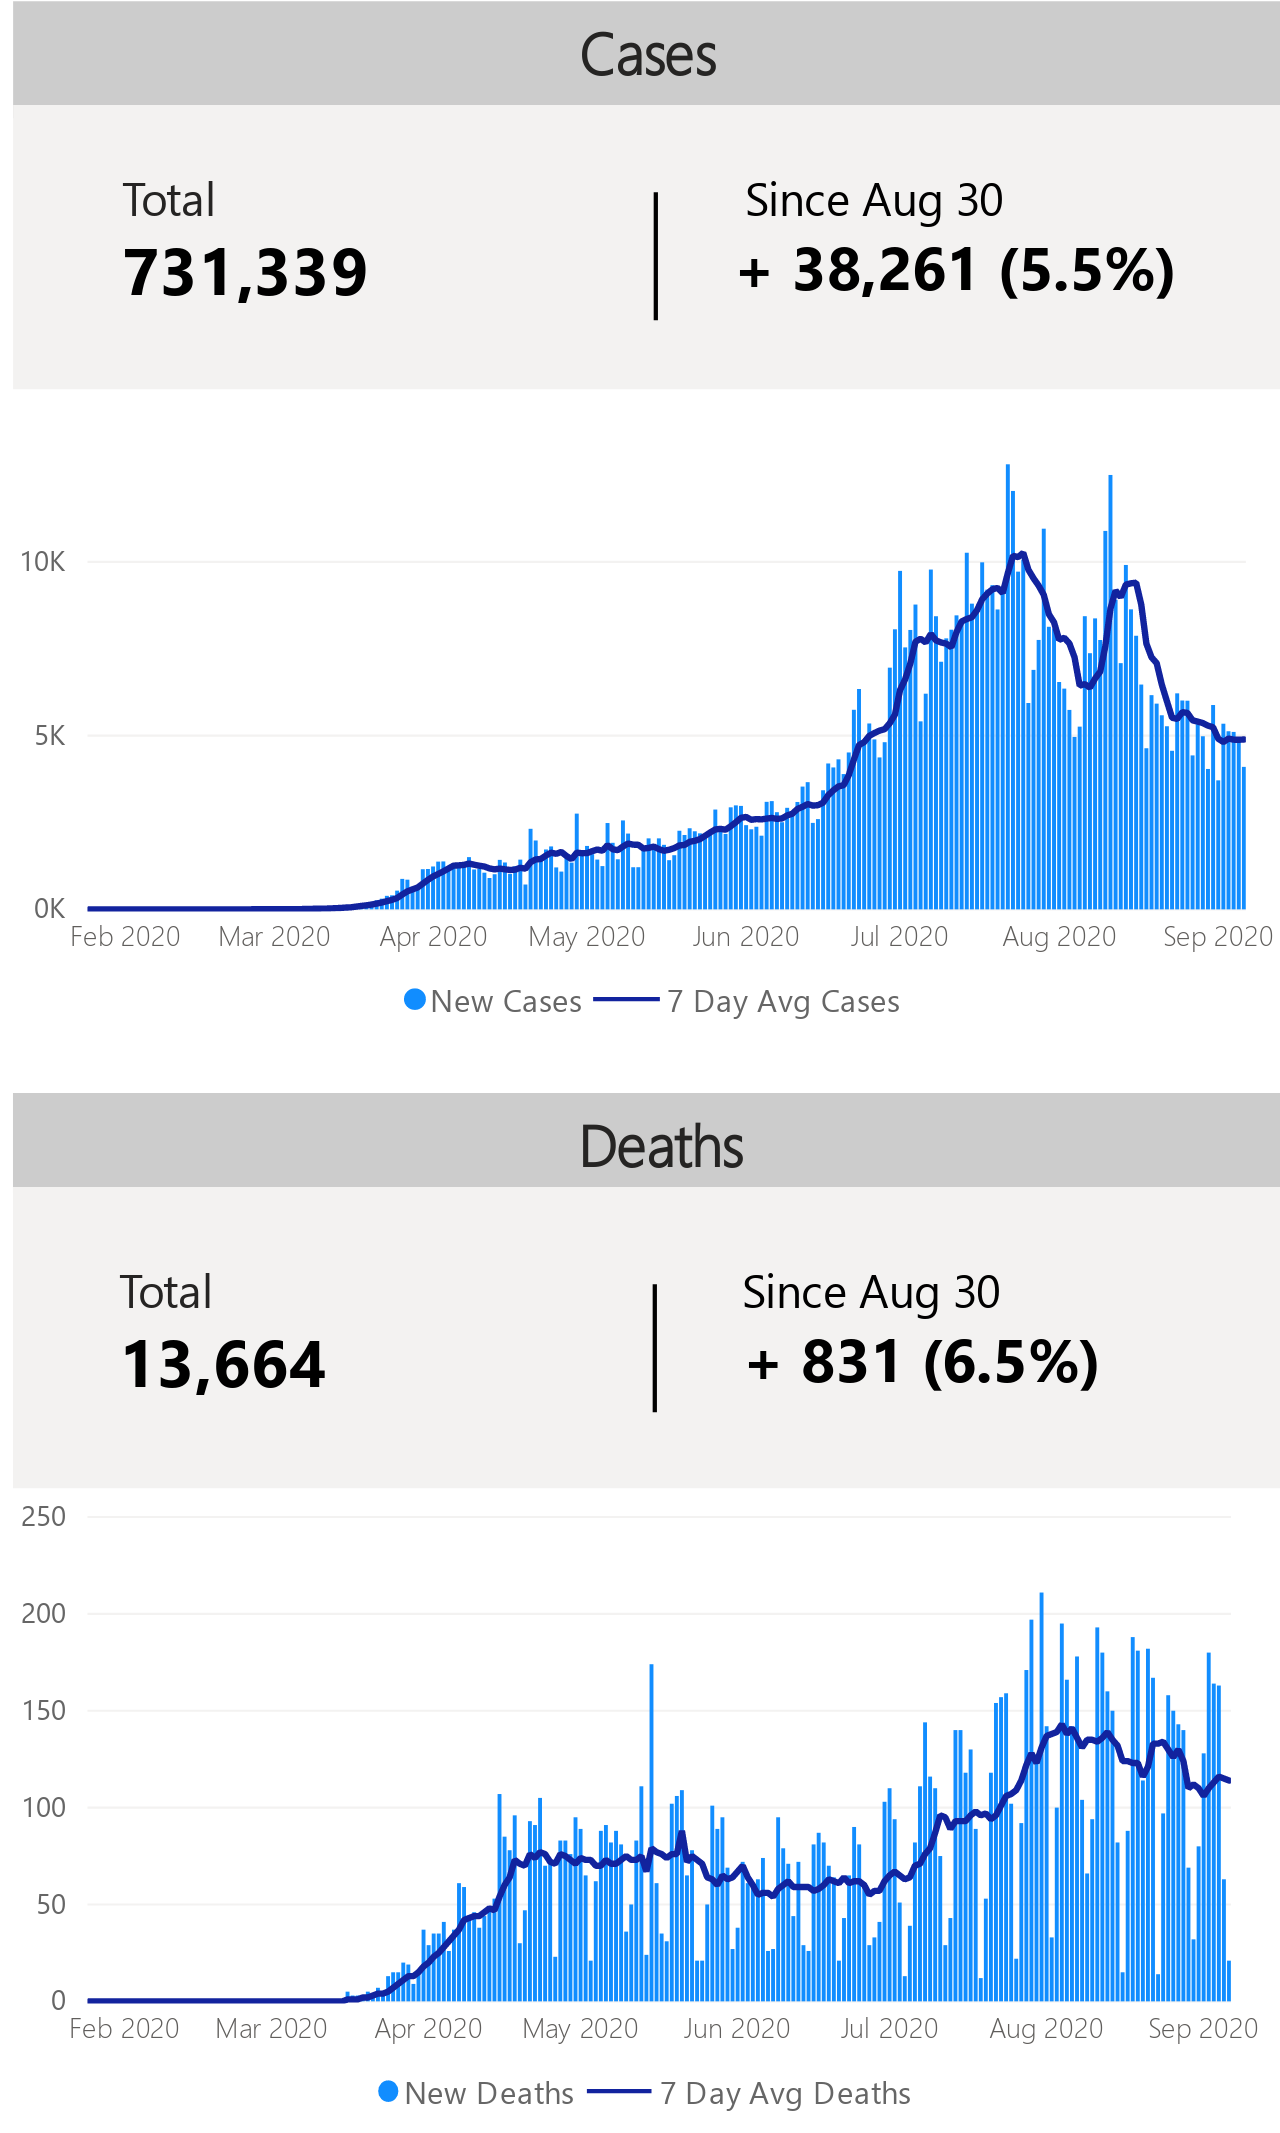 Cases
Total
731,339
Since Aug 30
+ 38,261 (5.5%)
10K
5K
0K
Feb 2020 Mar 2020 Apr 2020 May 2020 Jun 2020 Jul 2020 Aug 2020 Sep 2020
New Cases 7 Day Avg Cases
Deaths
Total
13,664
Since Aug 30
+ 831 (6.5%)
250
200
150
100
50
0
Feb 2020 Mar 2020 Apr 2020 May 2020 Jun 2020 Jul 2020 Aug 2020 Sep 2020
New Deaths 7 Day Avg Deaths